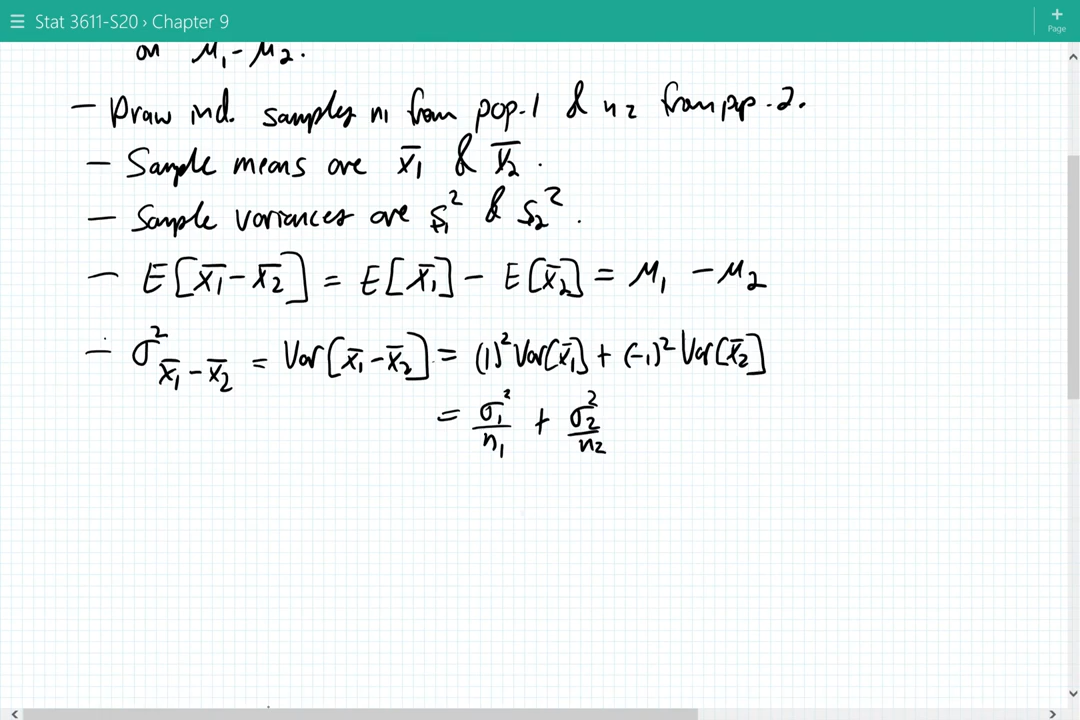 Stat 3611-S20 › Chapter 9
Page
on μ₁ - μ₂.
- Draw ind. samples n₁ from pop. 1 & n₂ from pop. 2.
- Sample means are x̄₁ & x̄₂.
- Sample variances are s₁² & s₂².
- E[x̄₁ - x̄₂] = E[x̄₁] - E[x̄₂] = μ₁ - μ₂
- σ²_{x̄₁ - x̄₂} = Var[x̄₁ - x̄₂] = (1)² Var[x̄₁] + (-1)² Var[x̄₂]
= σ₁²/n₁ + σ₂²/n₂